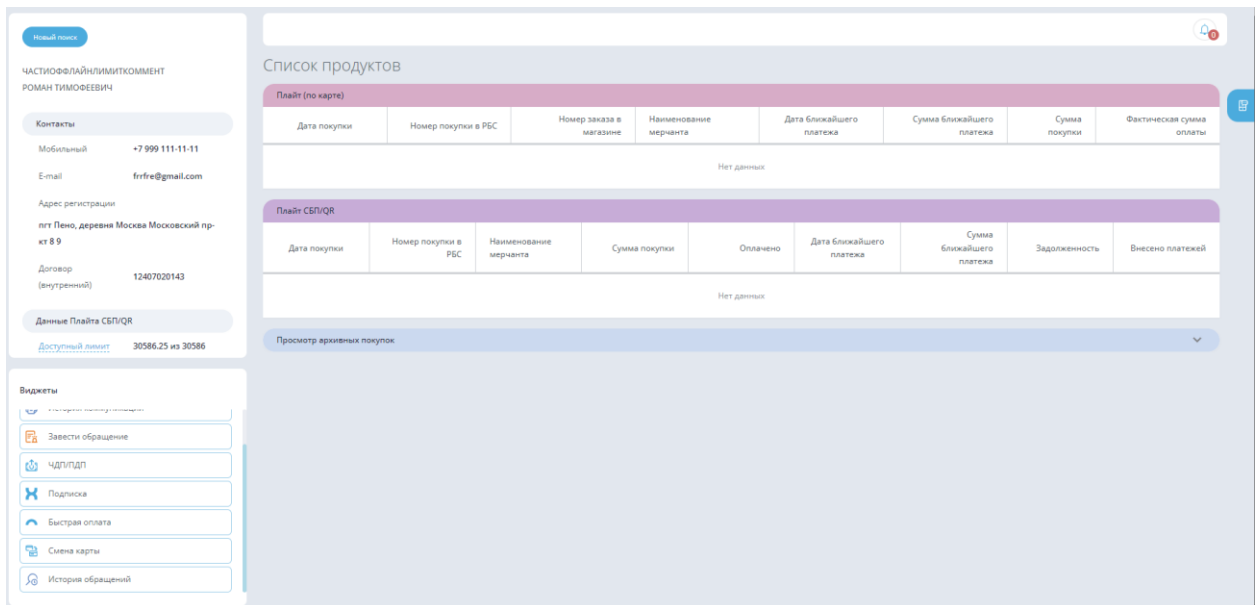 Новый поиск
ЧАСТИОФФЛАЙНЛИМИТКОММЕНТ
РОМАН ТИМОФЕЕВИЧ
Контакты
Мобильный +7 999 111-11-11
E-mail frrfre@gmail.com
Адрес регистрации
пгт Пено, деревня Москва Московский пр-
кт 8 9
Договор
(внутренний) 12407020143
Данные Плайта СБП/QR
Доступный лимит 30586.25 из 30586
Виджеты
История коммуникаций
Завести обращение
ЧДП/ПДП
Подписка
Быстрая оплата
Смена карты
История обращений
0
Список продуктов
Плайт (по карте)
Дата покупки
Номер покупки в РБС
Номер заказа в
магазине
Наименование
мерчанта
Дата ближайшего
платежа
Сумма ближайшего
платежа
Сумма
покупки
Фактическая сумма
оплаты
Нет данных
Плайт СБП/QR
Дата покупки
Номер покупки в
РБС
Наименование
мерчанта
Сумма покупки
Оплачено
Дата ближайшего
платежа
Сумма
ближайшего
платежа
Задолженность
Внесено платежей
Нет данных
Просмотр архивных покупок